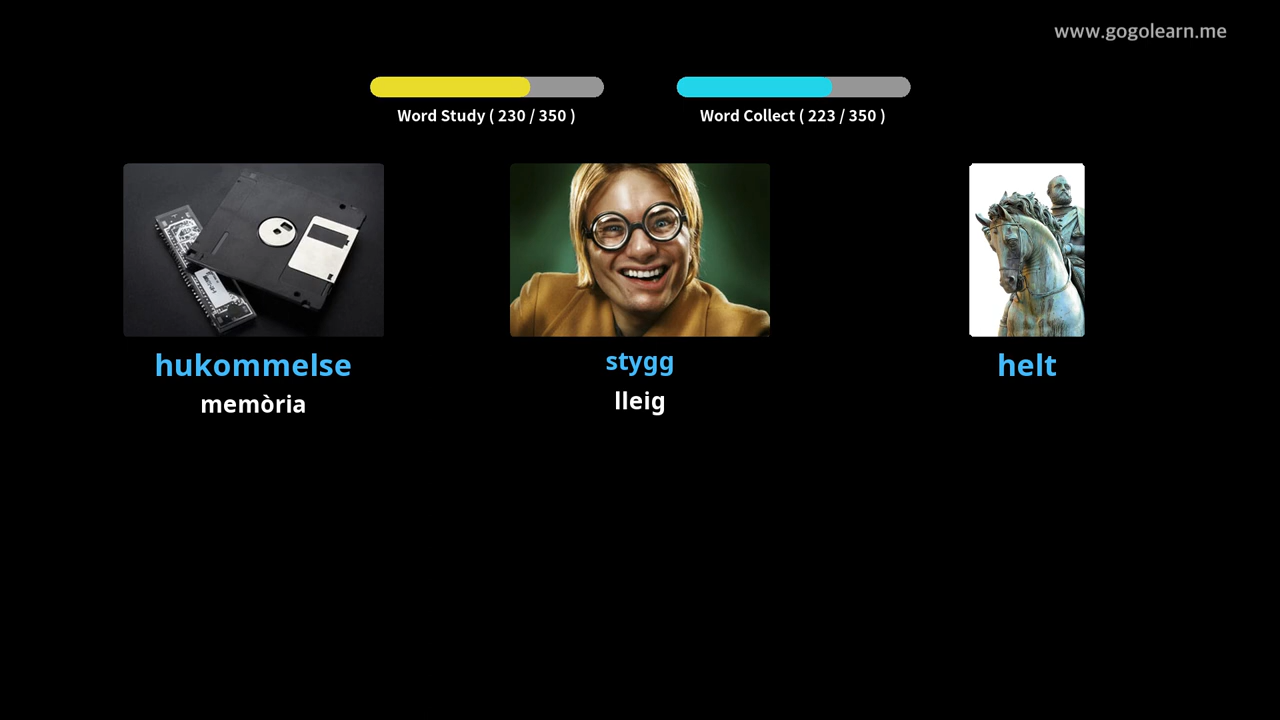 www.gogolearn.me
Word Study ( 230 / 350 )
Word Collect ( 223 / 350 )
hukommelse
memòria
stygg
lleig
helt